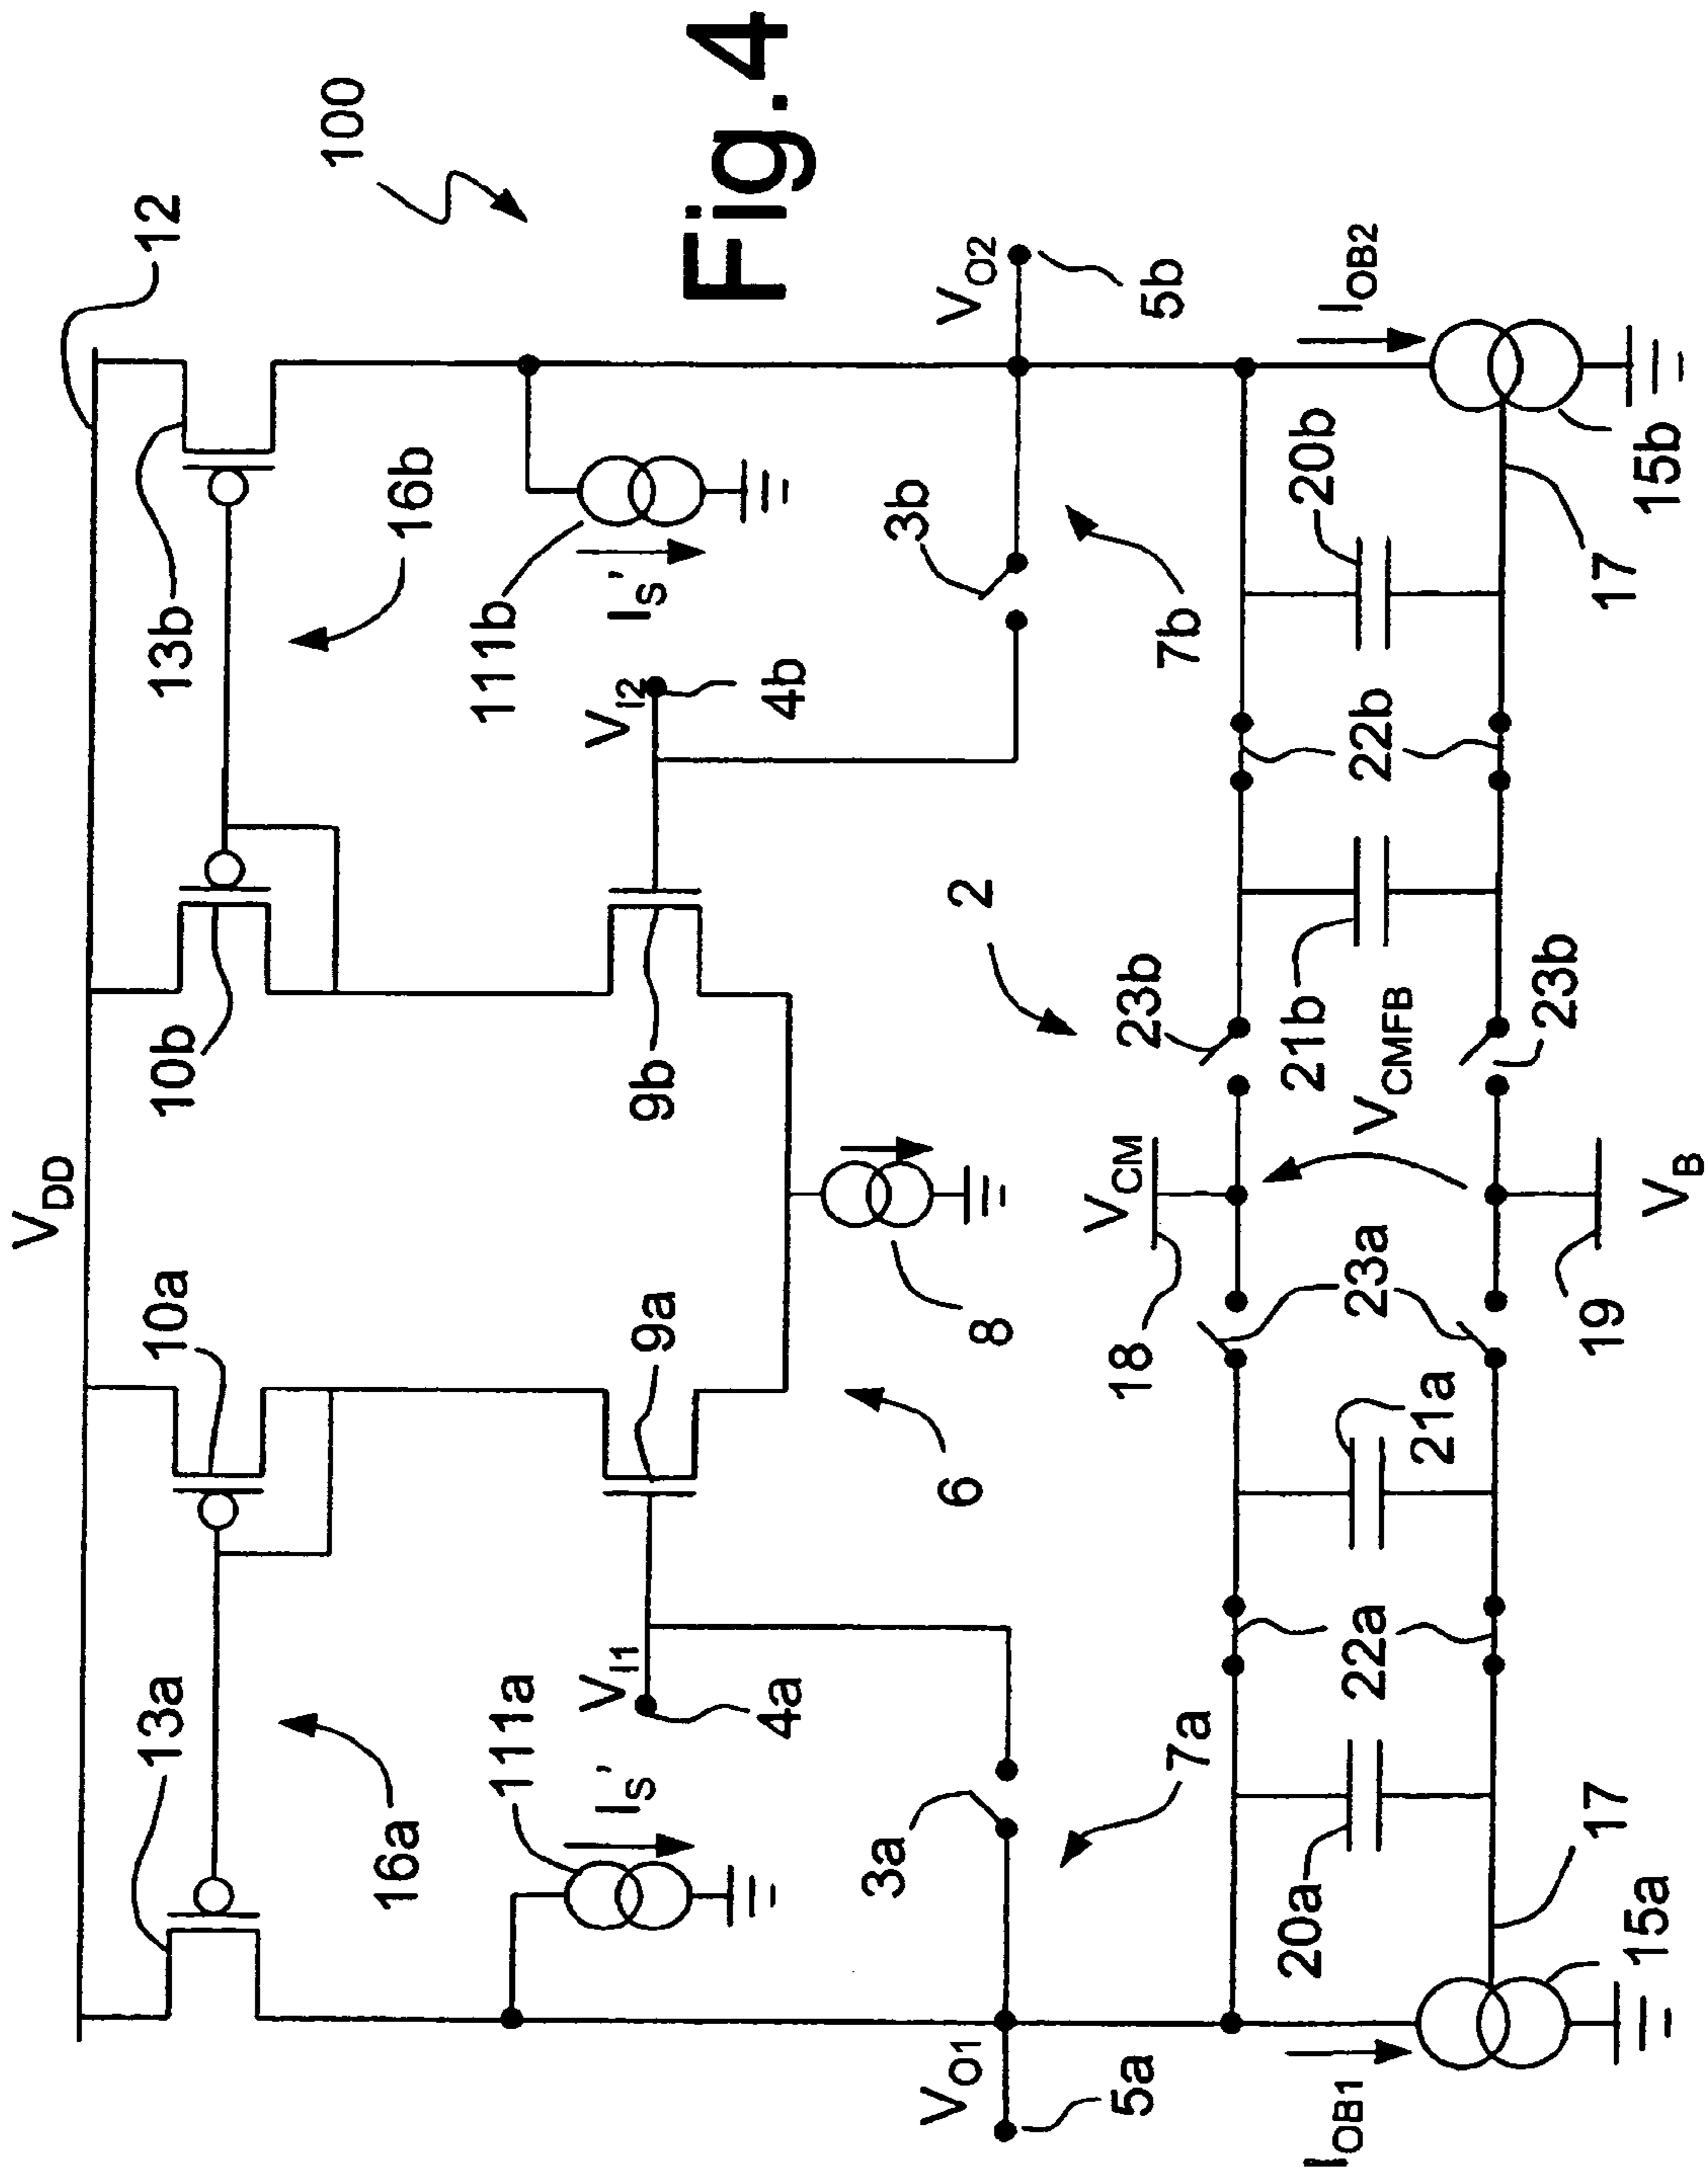 Fig.4
100
12
V_DD
13a
10a
10b
13b
16a
16b
111a
I_S'
V_I1
4a
9a
9b
V_I2
4b
111b
I_S'
6
8
2
3a
3b
V_O1
5a
V_O2
5b
7a
7b
V_CM
18
23a
23b
20a
22a
21a
21b
22b
20b
V_CMFB
23b
I_OB1
15a
17
19
V_B
17
15b
I_OB2